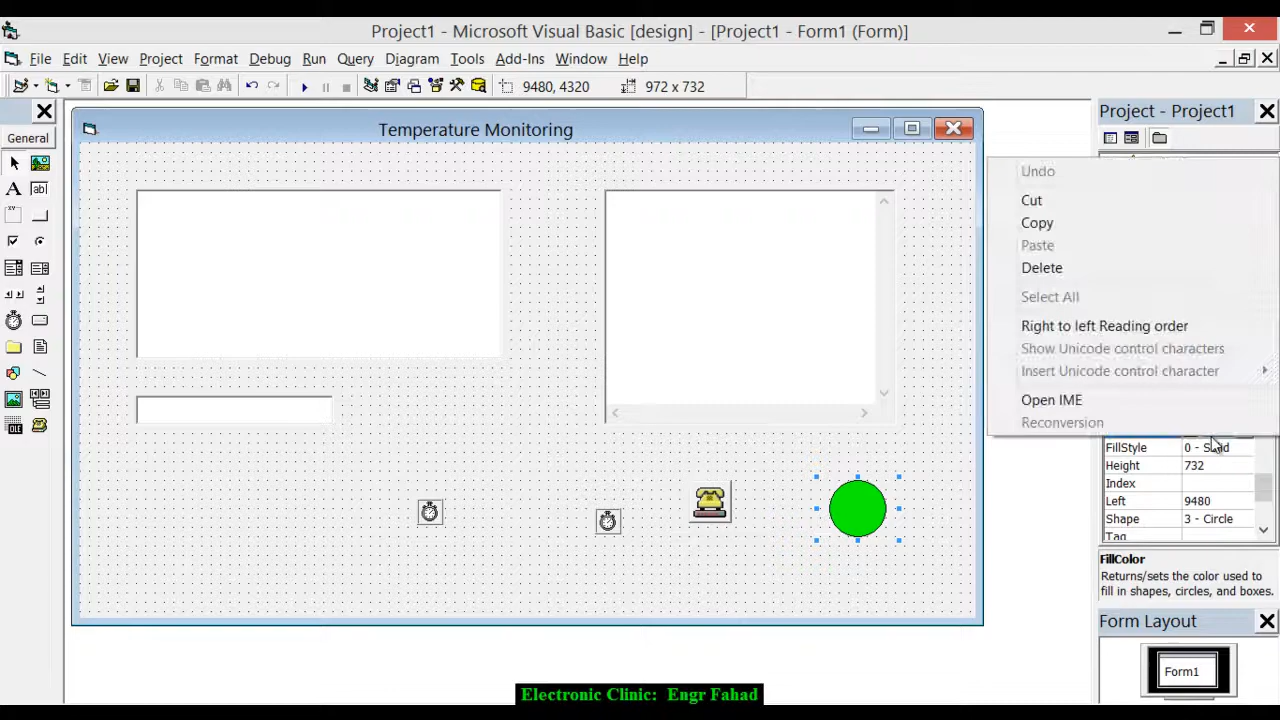 Project1 - Microsoft Visual Basic [design] - [Project1 - Form1 (Form)]
File Edit View Project Format Debug Run Query Diagram Tools Add-Ins Window Help
9480, 4320 972 x 732
General
Temperature Monitoring
Project - Project1
A ab|
XY
OLE
Undo
Cut
Copy
Paste
Delete
Select All
Right to left Reading order
Show Unicode control characters
Insert Unicode control character
Open IME
Reconversion
FillStyle 0 - Solid
Height 732
Index
Left 9480
Shape 3 - Circle
Tag
FillColor
Returns/sets the color used to
fill in shapes, circles, and boxes.
Form Layout
Form1
Electronic Clinic: Engr Fahad